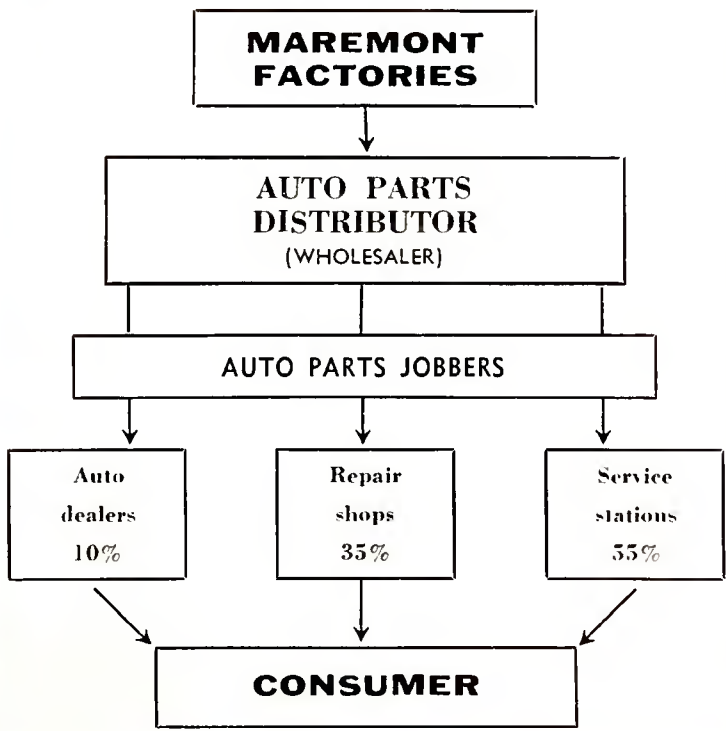 MAREMONT
FACTORIES
AUTO PARTS
DISTRIBUTOR
(WHOLESALER)
AUTO PARTS JOBBERS
Auto
dealers
10%
Repair
shops
35%
Service
stations
55%
CONSUMER